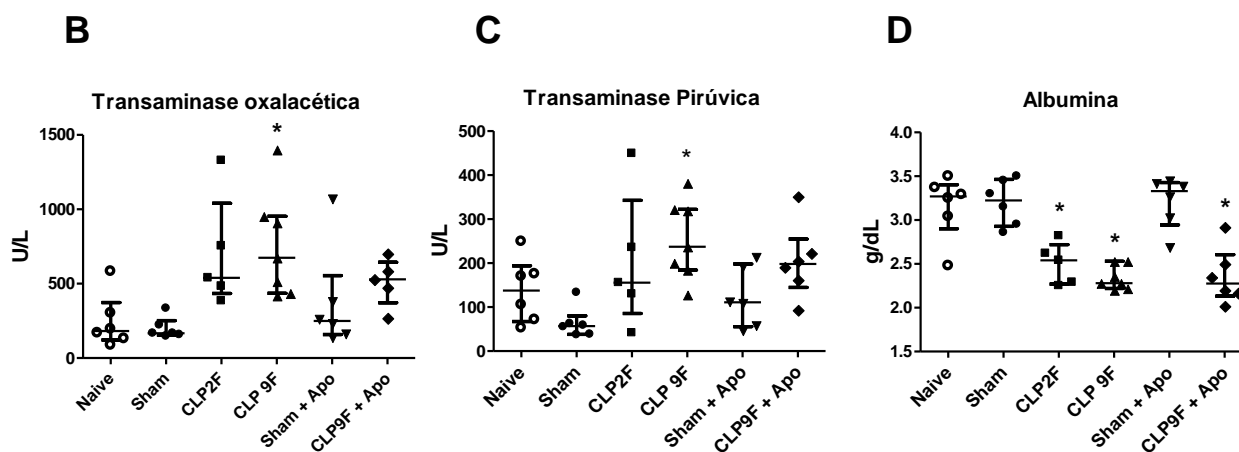 B
Transaminase oxalacética
U/L
1500
1000
500
0
*
Naive
Sham
CLP2F
CLP 9F
Sham + Apo
CLP9F + Apo
C
Transaminase Pirúvica
U/L
500
400
300
200
100
0
*
Naive
Sham
CLP2F
CLP 9F
Sham + Apo
CLP9F + Apo
D
Albumina
g/dL
4.0
3.5
3.0
2.5
2.0
1.5
*
*
*
Naive
Sham
CLP2F
CLP 9F
Sham + Apo
CLP9F + Apo